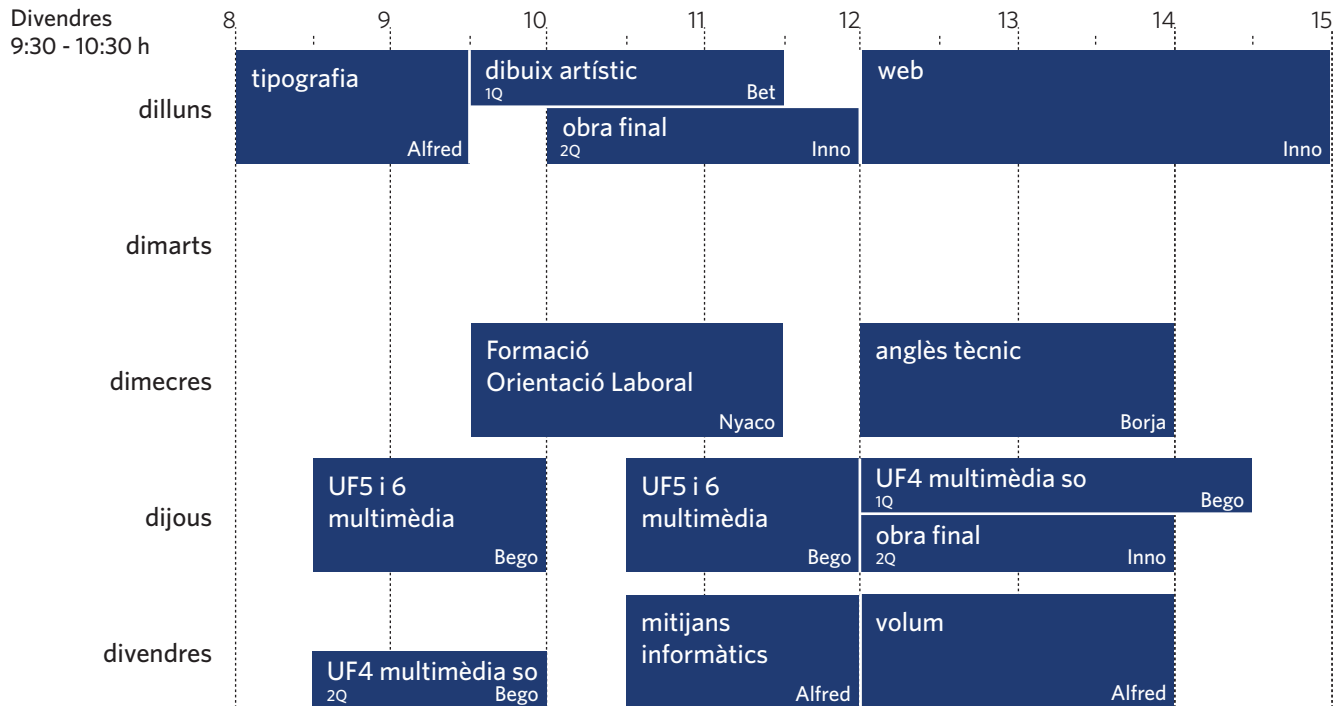 Divendres
9:30 - 10:30 h
8 9 10 11 12 13 14 15
dilluns
tipografia
Alfred
dibuix artístic
1Q Bet
obra final
2Q Inno
web
Inno
dimarts
dimecres
Formació
Orientació Laboral
Nyaco
anglès tècnic
Borja
dijous
UF5 i 6
multimèdia
Bego
UF5 i 6
multimèdia
Bego
UF4 multimèdia so
1Q Bego
obra final
2Q Inno
divendres
UF4 multimèdia so
2Q Bego
mitijans
informàtics
Alfred
volum
Alfred